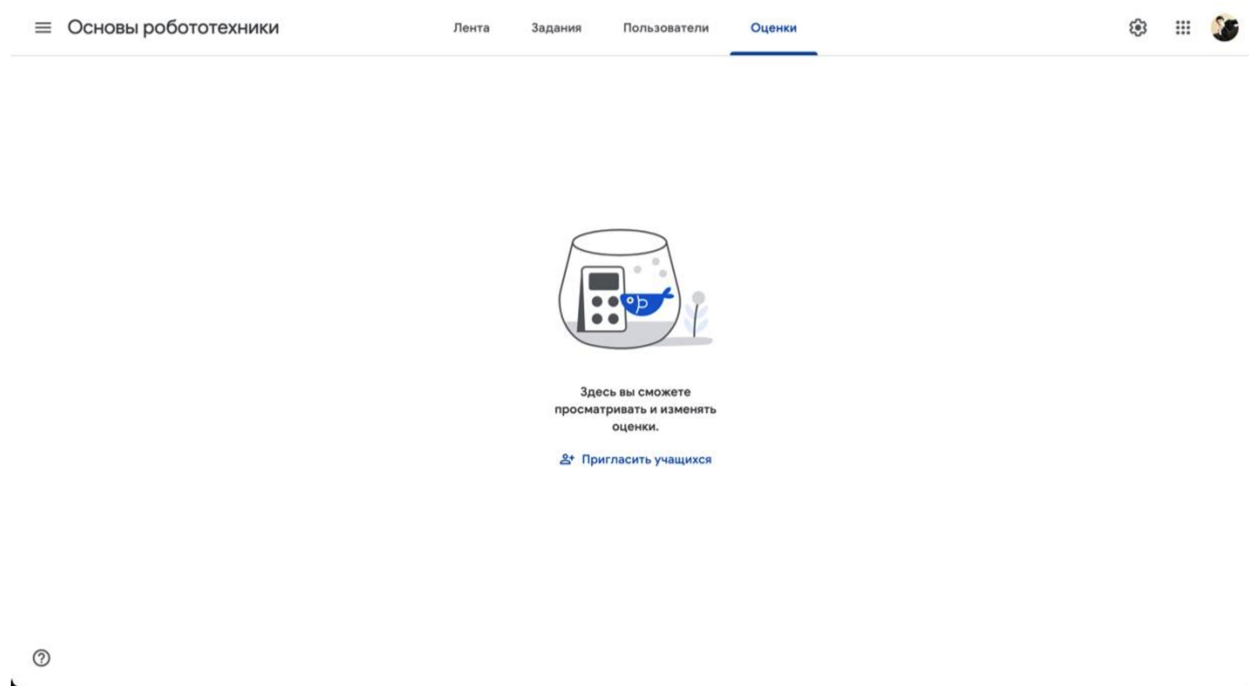 Основы робототехники
Лента Задания Пользователи Оценки
Здесь вы сможете
просматривать и изменять
оценки.
Пригласить учащихся